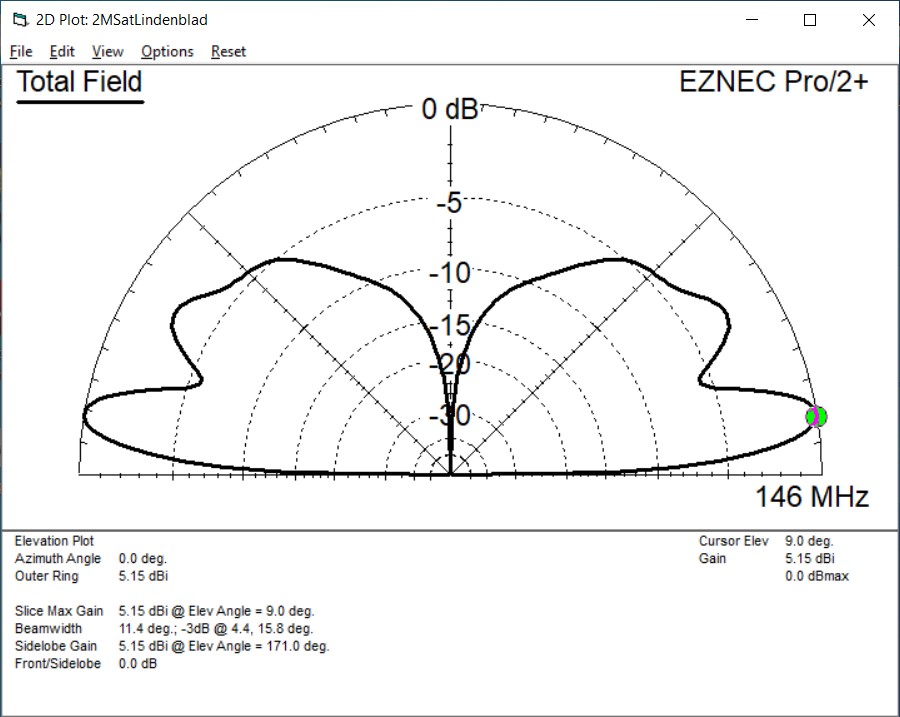 2D Plot: 2MSatLindenblad
File Edit View Options Reset
Total Field
EZNEC Pro/2+
0 dB
-5
-10
-15
-20
-30
146 MHz
Elevation Plot
Azimuth Angle 0.0 deg.
Outer Ring 5.15 dBi
Cursor Elev 9.0 deg.
Gain 5.15 dBi
0.0 dBmax
Slice Max Gain 5.15 dBi @ Elev Angle = 9.0 deg.
Beamwidth 11.4 deg.; -3dB @ 4.4, 15.8 deg.
Sidelobe Gain 5.15 dBi @ Elev Angle = 171.0 deg.
Front/Sidelobe 0.0 dB